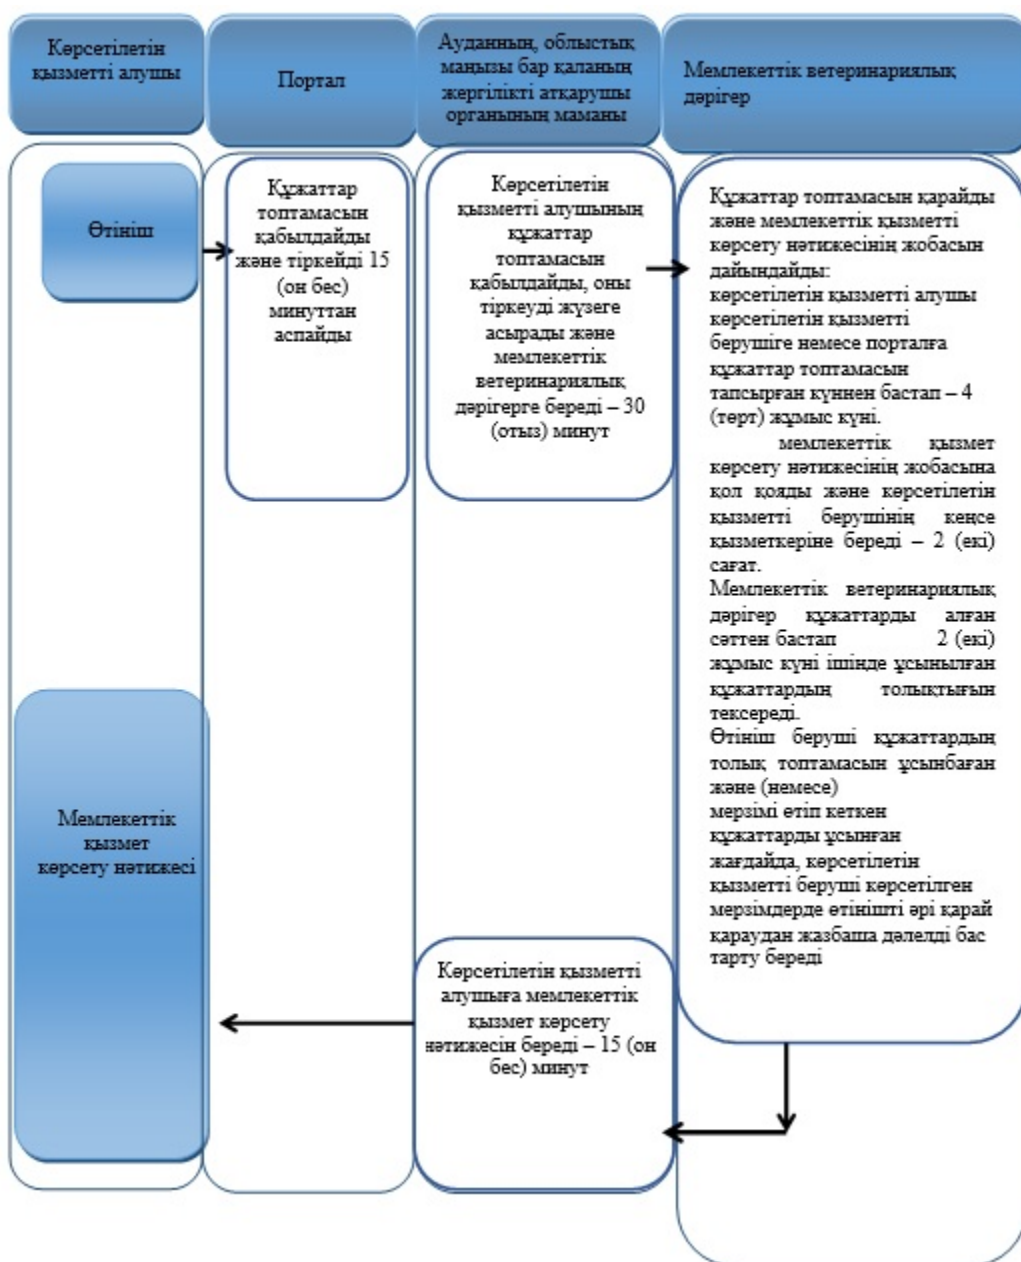 Көрсетілетін
қызметті алушы
Портал
Ауданның, облыстық
маңызы бар қаланың
жергілікті атқарушы
органының маманы
Мемлекеттік ветеринариялық
дәрігер
Өтініш
Құжаттар
топтамасын
қабылдайды
және тіркейді 15
(он бес)
минуттан
аспайды
Көрсетілетін
қызметті алушының
құжаттар
топтамасын
қабылдайды, оны
тіркеуді жүзеге
асырады және
мемлекеттік
ветеринариялық
дәрігерге береді – 30
(отыз) минут
Құжаттар топтамасын қарайды
және мемлекеттік қызметті
көрсету нәтижесінің жобасын
дайындайды:
көрсетілетін қызметті алушы
көрсетілетін қызметті
берушіге немесе порталға
құжаттар топтамасын
тапсырған күннен бастап – 4
(төрт) жұмыс күні.
мемлекеттік қызмет
көрсету нәтижесінің жобасына
қол қояды және көрсетілетін
қызметті берушінің кеңсе
қызметкеріне береді – 2 (екі)
сағат.
Мемлекеттік ветеринариялық
дәрігер құжаттарды алған
сәттен бастап 2 (екі)
жұмыс күні ішінде ұсынылған
құжаттардың толықтығын
тексереді.
Өтініш беруші құжаттардың
толық топтамасын ұсынбаған
және (немесе)
мерзімі өтіп кеткен
құжаттарды ұсынған
жағдайда, көрсетілетін
қызметті беруші көрсетілген
мерзімдерде өтінішті әрі қарай
қараудан жазбаша дәлелді бас
тарту береді
Мемлекеттік
қызмет
көрсету нәтижесі
Көрсетілетін қызметті
алушыға мемлекеттік
қызмет көрсету
нәтижесін береді – 15 (он
бес) минут